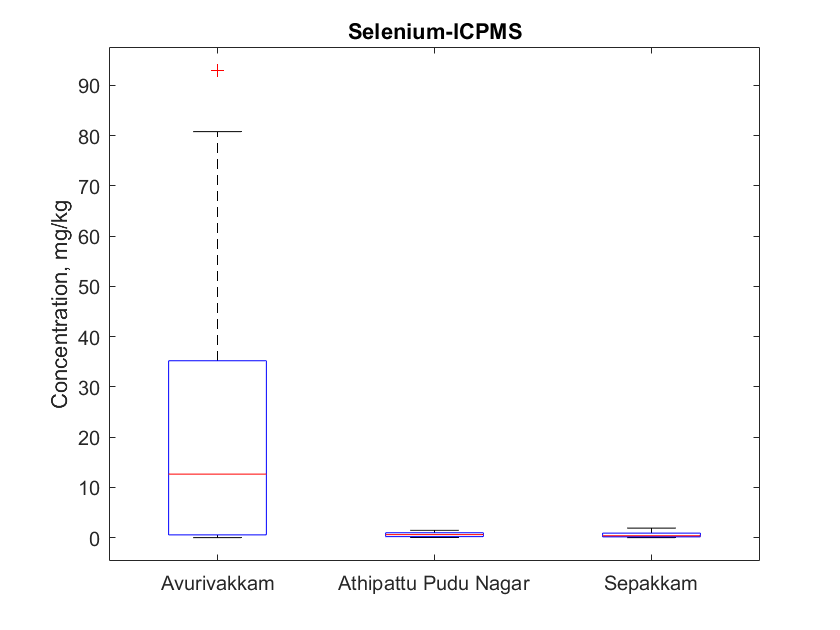 Selenium-ICPMS
Concentration, mg/kg
90
80
70
60
50
40
30
20
10
0
Avurivakkam
Athipattu Pudu Nagar
Sepakkam